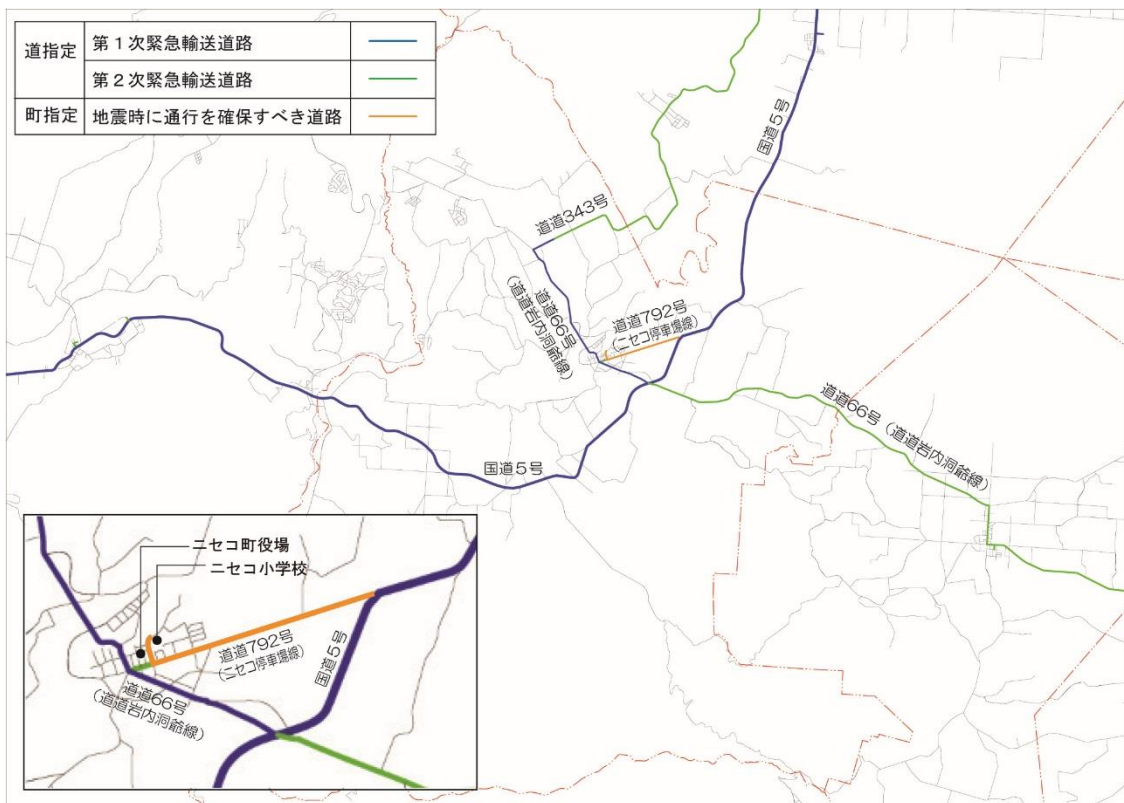 道指定
第1次緊急輸送道路
第2次緊急輸送道路
町指定
地震時に通行を確保すべき道路
国道5号
道道343号
道道66号
(道道岩内洞爺線)
道道792号
(ニセコ停車場線)
道道66号(道道岩内洞爺線)
国道5号
ニセコ町役場
ニセコ小学校
道道792号
(ニセコ停車場線)
国道5号
道道66号
(道道岩内洞爺線)